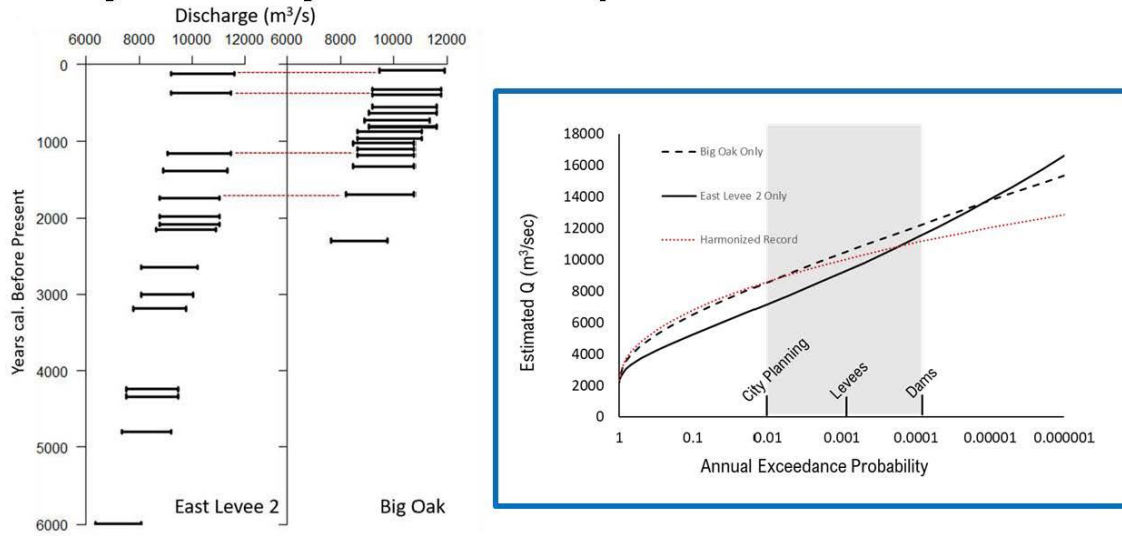 Discharge (m³/s)
6000 8000 10000 12000 6000 8000 10000 12000
0
1000
2000
3000
4000
5000
6000
Years cal. Before Present
East Levee 2
Big Oak
18000
16000
14000
12000
10000
8000
6000
4000
2000
0
Estimated Q (m³/sec)
Big Oak Only
East Levee 2 Only
Harmonized Record
City Planning
Levees
Dams
1 0.1 0.01 0.001 0.0001 0.00001 0.000001
Annual Exceedance Probability